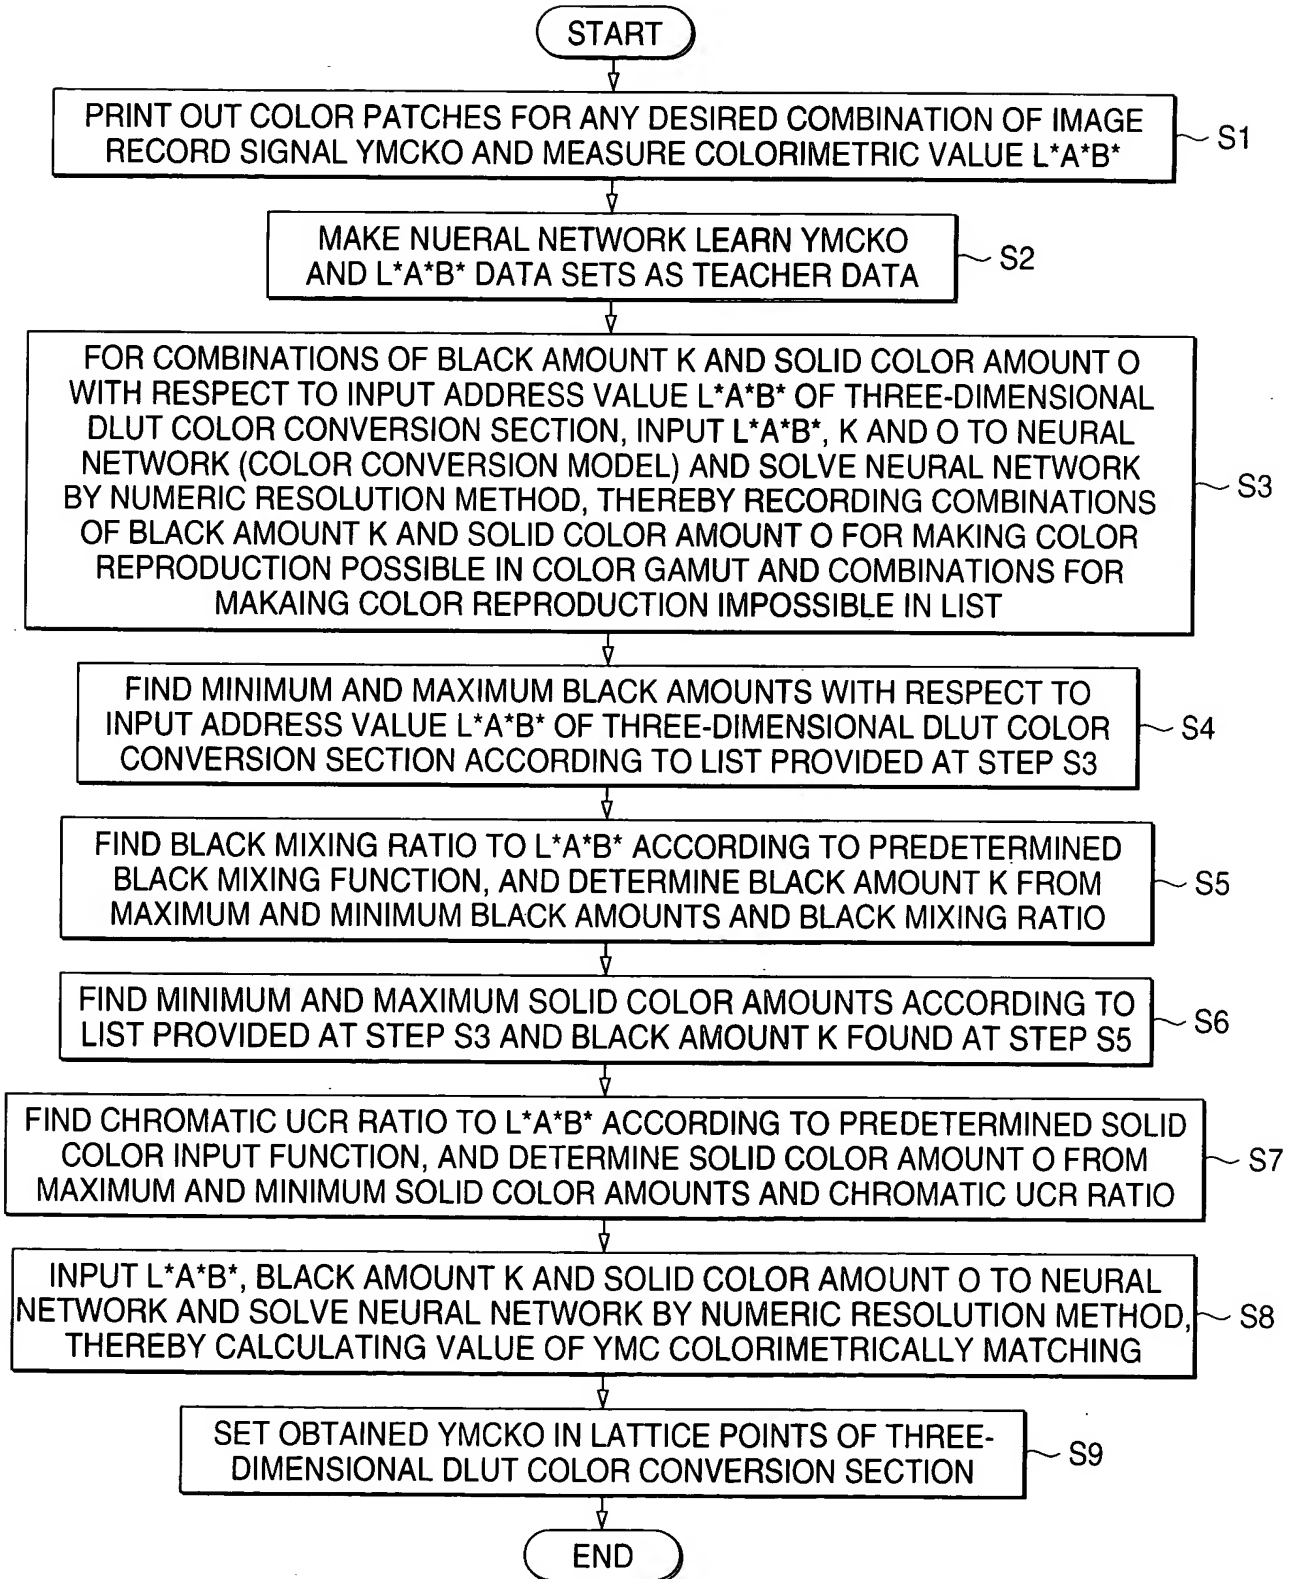 START
PRINT OUT COLOR PATCHES FOR ANY DESIRED COMBINATION OF IMAGE
RECORD SIGNAL YMCKO AND MEASURE COLORIMETRIC VALUE L*A*B*
S1
MAKE NUERAL NETWORK LEARN YMCKO
AND L*A*B* DATA SETS AS TEACHER DATA
S2
FOR COMBINATIONS OF BLACK AMOUNT K AND SOLID COLOR AMOUNT O
WITH RESPECT TO INPUT ADDRESS VALUE L*A*B* OF THREE-DIMENSIONAL
DLUT COLOR CONVERSION SECTION, INPUT L*A*B*, K AND O TO NEURAL
NETWORK (COLOR CONVERSION MODEL) AND SOLVE NEURAL NETWORK
BY NUMERIC RESOLUTION METHOD, THEREBY RECORDING COMBINATIONS
OF BLACK AMOUNT K AND SOLID COLOR AMOUNT O FOR MAKING COLOR
REPRODUCTION POSSIBLE IN COLOR GAMUT AND COMBINATIONS FOR
MAKAING COLOR REPRODUCTION IMPOSSIBLE IN LIST
S3
FIND MINIMUM AND MAXIMUM BLACK AMOUNTS WITH RESPECT TO
INPUT ADDRESS VALUE L*A*B* OF THREE-DIMENSIONAL DLUT COLOR
CONVERSION SECTION ACCORDING TO LIST PROVIDED AT STEP S3
S4
FIND BLACK MIXING RATIO TO L*A*B* ACCORDING TO PREDETERMINED
BLACK MIXING FUNCTION, AND DETERMINE BLACK AMOUNT K FROM
MAXIMUM AND MINIMUM BLACK AMOUNTS AND BLACK MIXING RATIO
S5
FIND MINIMUM AND MAXIMUM SOLID COLOR AMOUNTS ACCORDING TO
LIST PROVIDED AT STEP S3 AND BLACK AMOUNT K FOUND AT STEP S5
S6
FIND CHROMATIC UCR RATIO TO L*A*B* ACCORDING TO PREDETERMINED SOLID
COLOR INPUT FUNCTION, AND DETERMINE SOLID COLOR AMOUNT O FROM
MAXIMUM AND MINIMUM SOLID COLOR AMOUNTS AND CHROMATIC UCR RATIO
S7
INPUT L*A*B*, BLACK AMOUNT K AND SOLID COLOR AMOUNT O TO NEURAL
NETWORK AND SOLVE NEURAL NETWORK BY NUMERIC RESOLUTION METHOD,
THEREBY CALCULATING VALUE OF YMC COLORIMETRICALLY MATCHING
S8
SET OBTAINED YMCKO IN LATTICE POINTS OF THREE-
DIMENSIONAL DLUT COLOR CONVERSION SECTION
S9
END